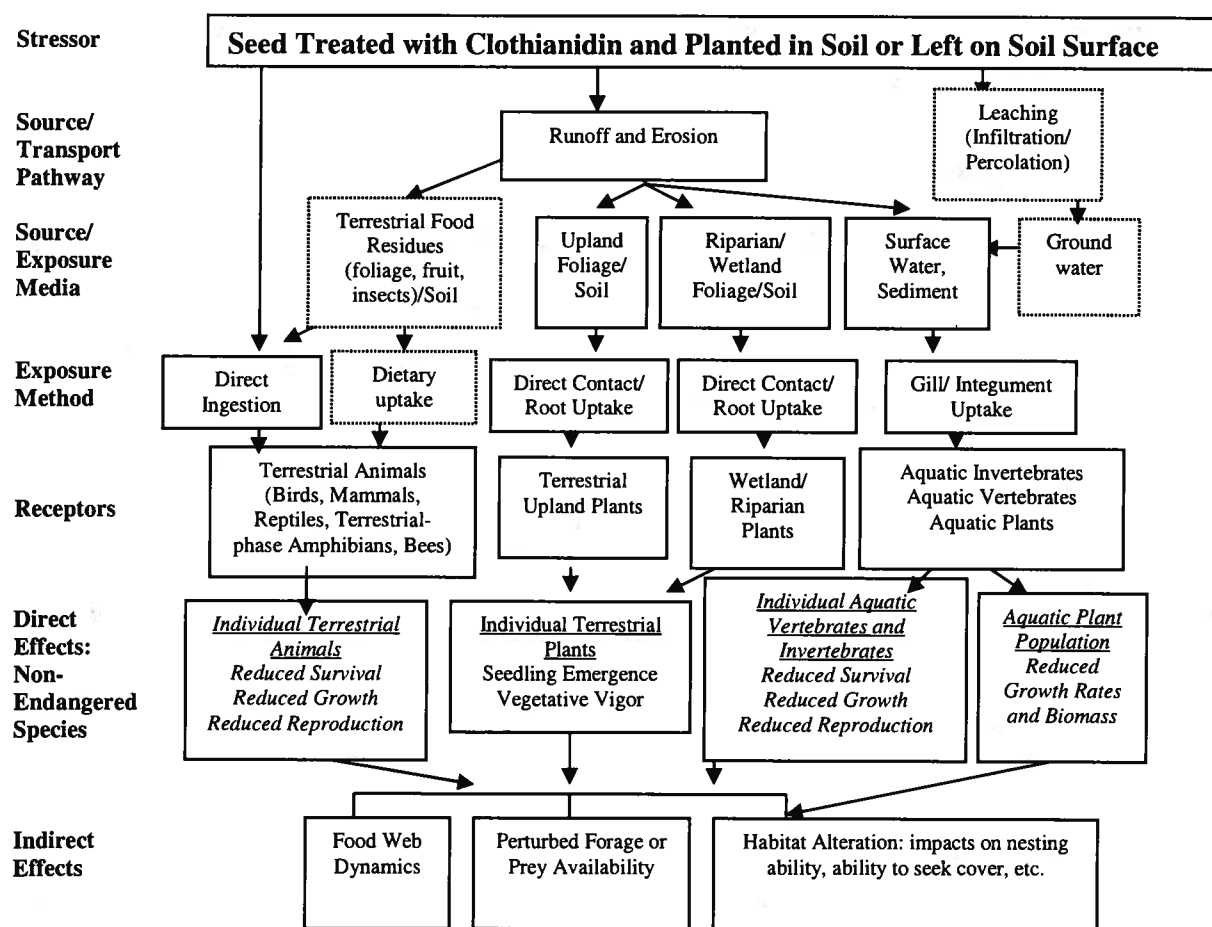 Stressor
Seed Treated with Clothianidin and Planted in Soil or Left on Soil Surface
Source/
Transport
Pathway
Runoff and Erosion
Leaching
(Infiltration/
Percolation)
Source/
Exposure
Media
Terrestrial Food
Residues
(foliage, fruit,
insects)/Soil
Upland
Foliage/
Soil
Riparian/
Wetland
Foliage/Soil
Surface
Water,
Sediment
Ground
water
Exposure
Method
Direct
Ingestion
Dietary
uptake
Direct Contact/
Root Uptake
Direct Contact/
Root Uptake
Gill/ Integument
Uptake
Receptors
Terrestrial Animals
(Birds, Mammals,
Reptiles, Terrestrial-
phase Amphibians, Bees)
Terrestrial
Upland Plants
Wetland/
Riparian
Plants
Aquatic Invertebrates
Aquatic Vertebrates
Aquatic Plants
Direct
Effects:
Non-
Endangered
Species
Individual Terrestrial
Animals
Reduced Survival
Reduced Growth
Reduced Reproduction
Individual Terrestrial
Plants
Seedling Emergence
Vegetative Vigor
Individual Aquatic
Vertebrates and
Invertebrates
Reduced Survival
Reduced Growth
Reduced Reproduction
Aquatic Plant
Population
Reduced
Growth Rates
and Biomass
Indirect
Effects
Food Web
Dynamics
Perturbed Forage or
Prey Availability
Habitat Alteration: impacts on nesting
ability, ability to seek cover, etc.